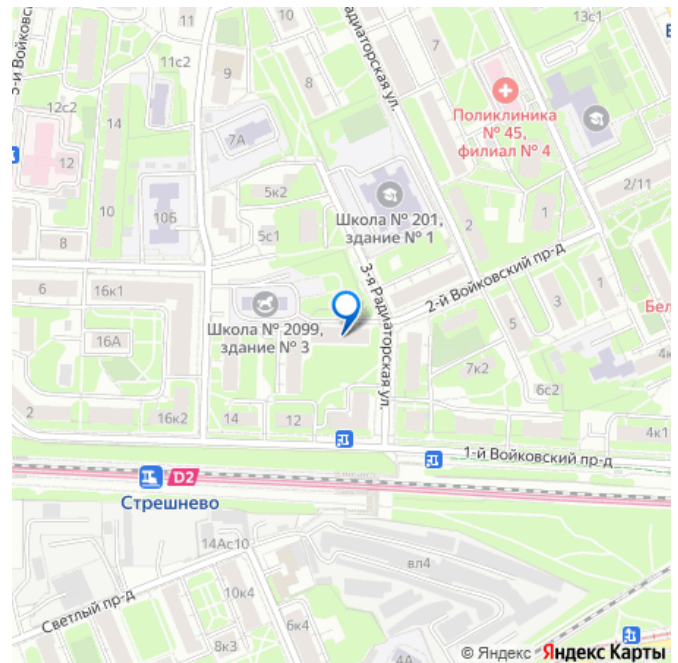 10
13с1
3-й Войков
11с2
9
8
7
Радиаторская ул.
12с2
14
Поликлиника
№ 45,
филиал № 4
7А
12
5к2
2/11
10
10Б
Школа № 201,
здание № 1
2
1
5с1
8
2-й Войковский пр-д
3-я Радиаторская ул.
6
16к1
1
3
Бел
5
Школа № 2099,
здание № 3
16А
4к
7к2
6с2
2
16к2
14
12
4к1
1-й Войковский пр-д
D2
Стрешнево
14Ас10
вл4
Светлый пр-д
10к4
6к4
8к3
4А
© Яндекс Яндекс Карты